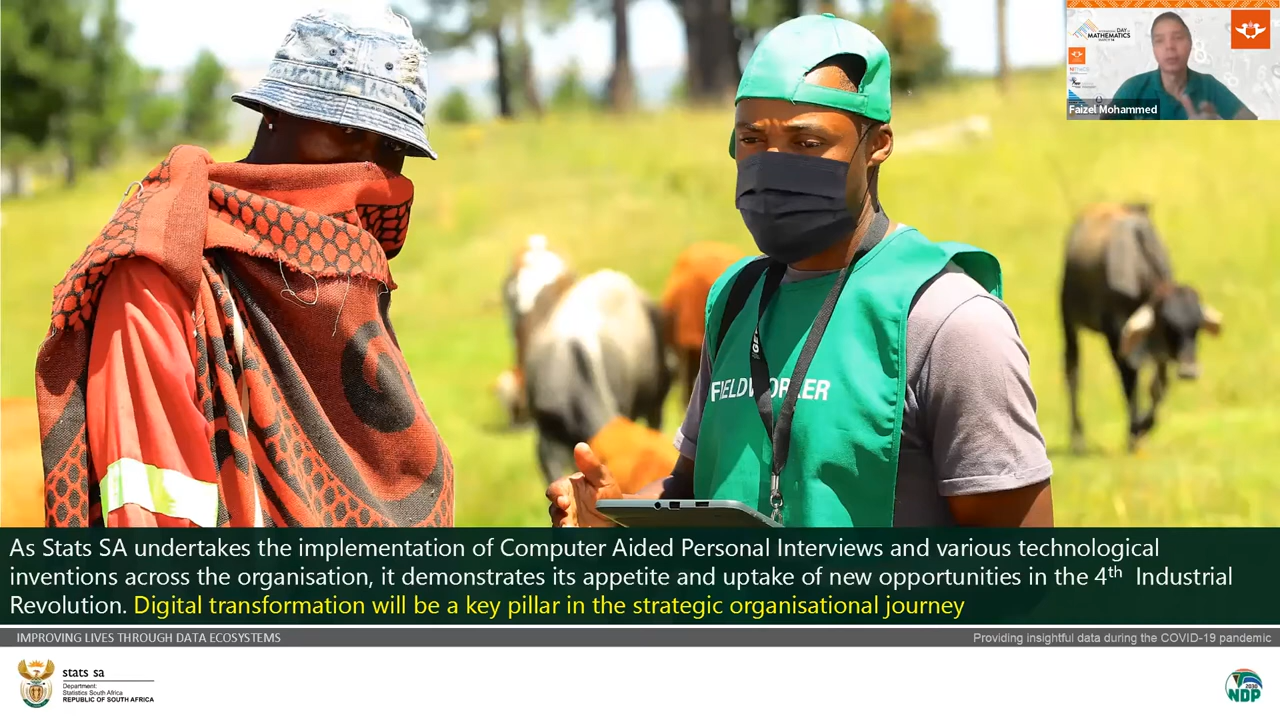 DAY
MATHEMATICS
Faizel Mohammed
FIELDWORKER
As Stats SA undertakes the implementation of Computer Aided Personal Interviews and various technological
inventions across the organisation, it demonstrates its appetite and uptake of new opportunities in the 4th Industrial
Revolution. Digital transformation will be a key pillar in the strategic organisational journey
IMPROVING LIVES THROUGH DATA ECOSYSTEMS
Providing insightful data during the COVID-19 pandemic
stats sa
Department:
Statistics South Africa
REPUBLIC OF SOUTH AFRICA
2030
NDP